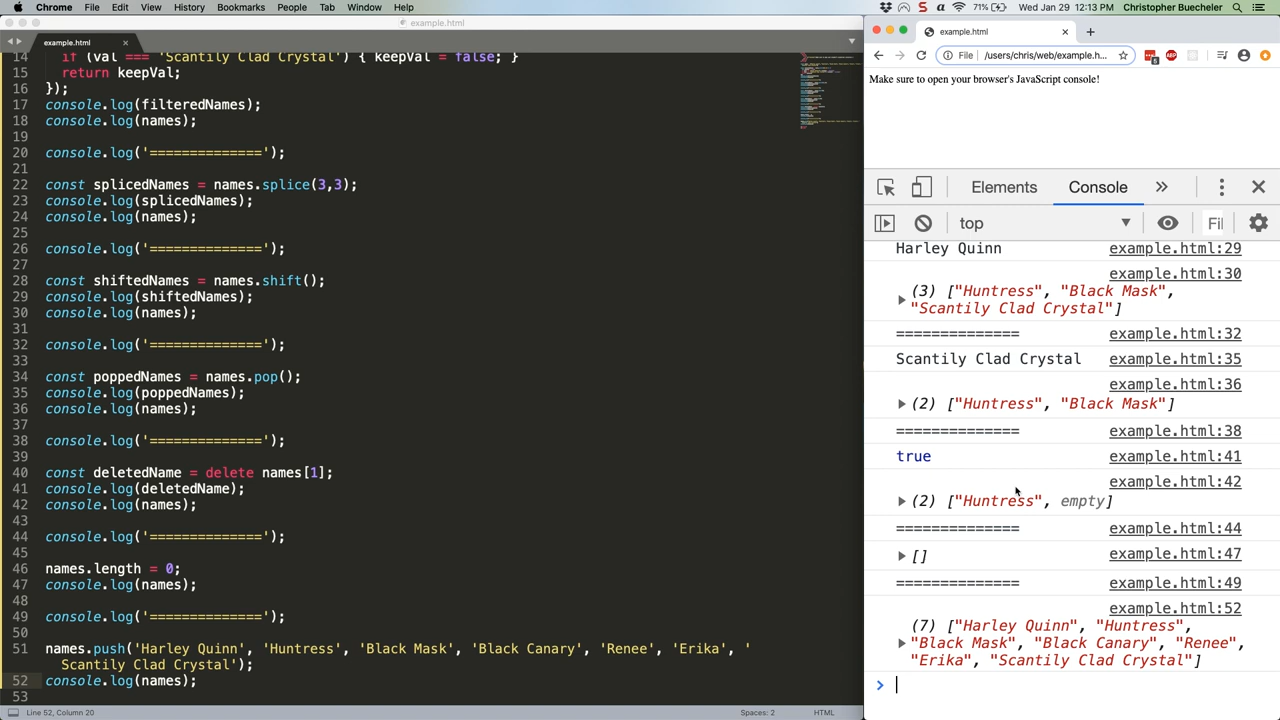 Chrome File Edit View History Bookmarks People Tab Window Help
71% Wed Jan 29 12:13 PM Christopher Buecheler
example.html
example.html
14 if (val === 'Scantily Clad Crystal') { keepVal = false; }
15 return keepVal;
16 });
17 console.log(filteredNames);
18 console.log(names);
19
20 console.log('==============');
21
22 const splicedNames = names.splice(3,3);
23 console.log(splicedNames);
24 console.log(names);
25
26 console.log('==============');
27
28 const shiftedNames = names.shift();
29 console.log(shiftedNames);
30 console.log(names);
31
32 console.log('==============');
33
34 const poppedNames = names.pop();
35 console.log(poppedNames);
36 console.log(names);
37
38 console.log('==============');
39
40 const deletedName = delete names[1];
41 console.log(deletedName);
42 console.log(names);
43
44 console.log('==============');
45
46 names.length = 0;
47 console.log(names);
48
49 console.log('==============');
50
51 names.push('Harley Quinn', 'Huntress', 'Black Mask', 'Black Canary', 'Renee', 'Erika', '
Scantily Clad Crystal');
52 console.log(names);
53
Line 52, Column 20 Spaces: 2 HTML
example.html
File /users/chris/web/example.h...
Make sure to open your browser's JavaScript console!
Elements Console
top Fil
Harley Quinn example.html:29
example.html:30
(3) ["Huntress", "Black Mask",
"Scantily Clad Crystal"]
============== example.html:32
Scantily Clad Crystal example.html:35
example.html:36
(2) ["Huntress", "Black Mask"]
============== example.html:38
true example.html:41
example.html:42
(2) ["Huntress", empty]
============== example.html:44
[] example.html:47
============== example.html:49
example.html:52
(7) ["Harley Quinn", "Huntress",
"Black Mask", "Black Canary", "Renee",
"Erika", "Scantily Clad Crystal"]